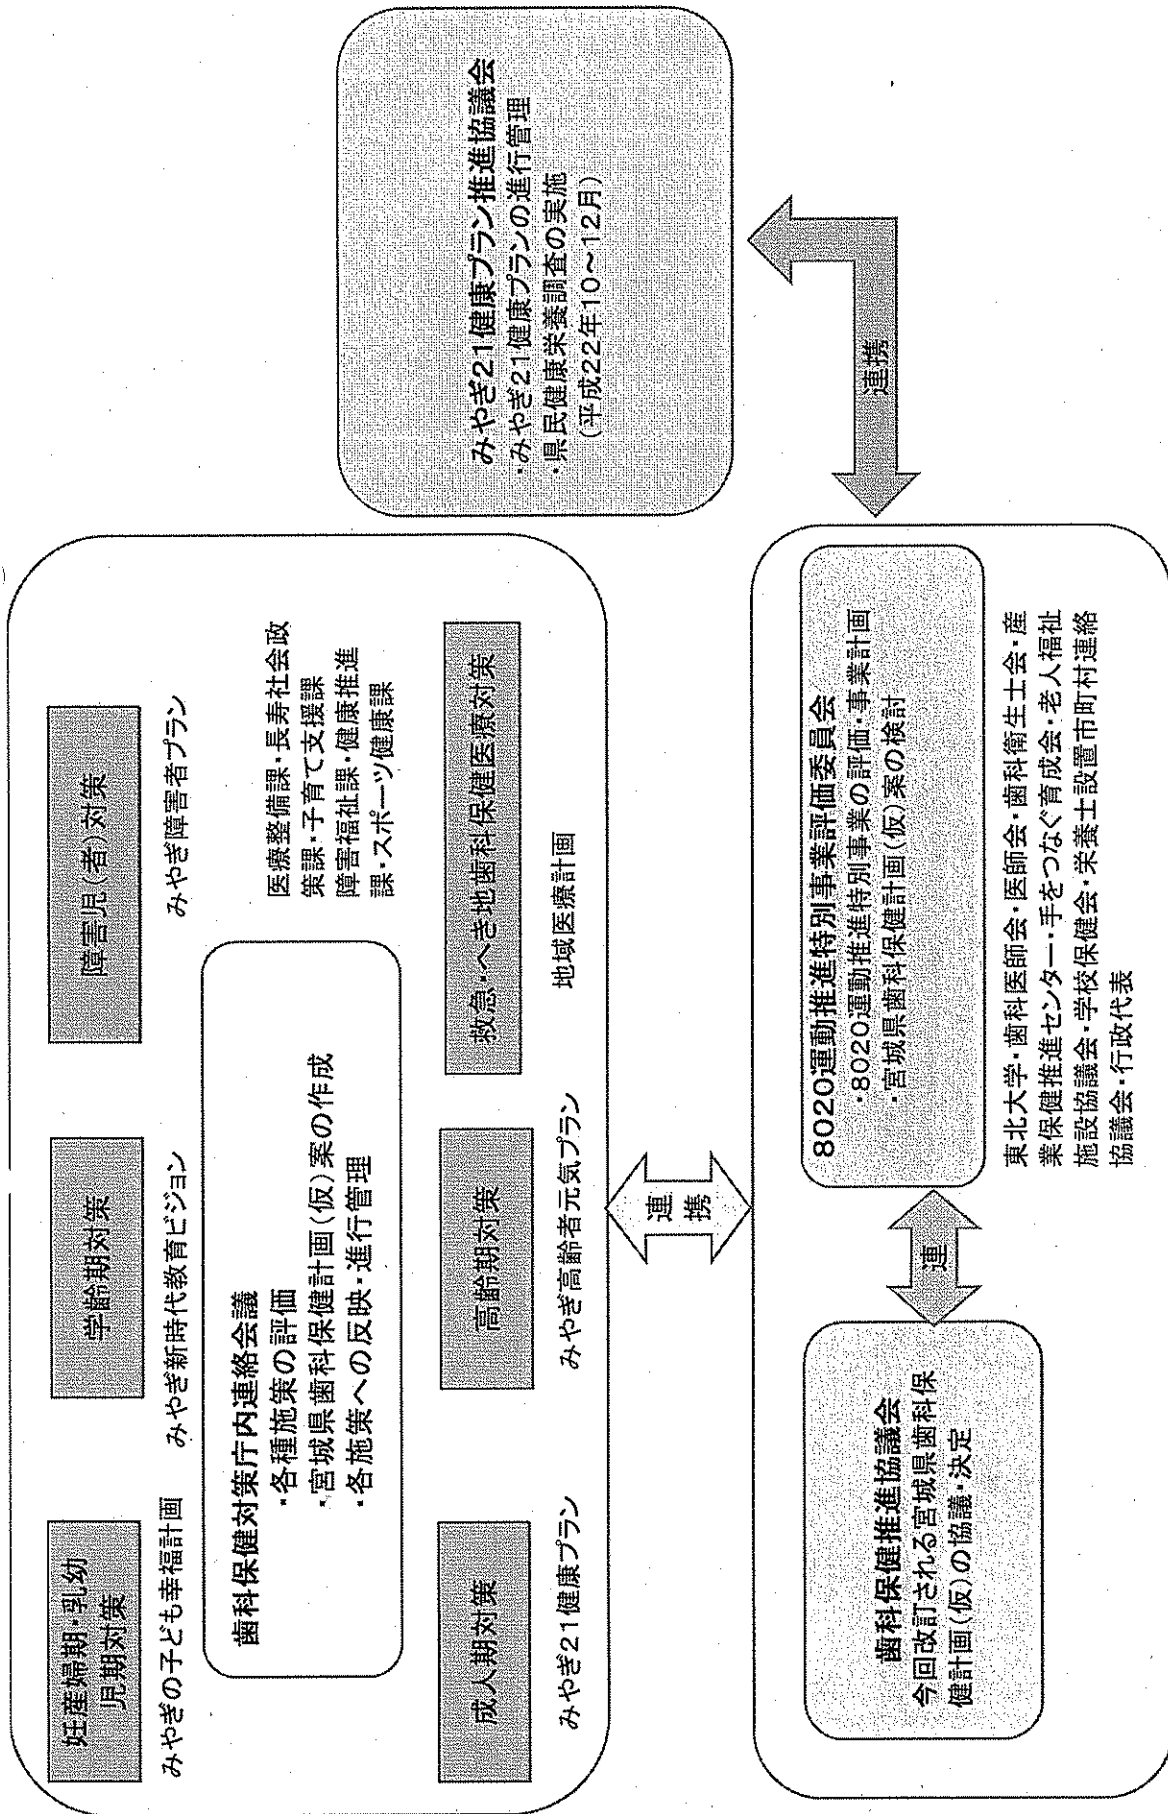 妊産婦期・乳幼
児期対策
みやぎの子ども幸福計画
学齢期対策
みやぎ新時代教育ビジョン
障害児(者)対策
みやぎ障害者プラン
歯科保健対策庁内連絡会議
・各種施策の評価
・宮城県歯科保健計画(仮)案の作成
・各施策への反映・進行管理
医療整備課・長寿社会政
策課・子育て支援課
障害福祉課・健康推進
課・スポーツ健康課
成人期対策
みやぎ21健康プラン
高齢期対策
みやぎ高齢者元気プラン
救急・へき地歯科保健医療対策
地域医療計画
連
携
みやぎ21健康プラン推進協議会
・みやぎ21健康プランの進行管理
・県民健康栄養調査の実施
(平成22年10~12月)
連携
歯科保健推進協議会
今回改訂される宮城県歯科保
健計画(仮)の協議・決定
連
8020運動推進特別事業評価委員会
・8020運動推進特別事業の評価・事業計画
・宮城県歯科保健計画(仮)案の検討
東北大学・歯科医師会・医師会・歯科衛生士会・産
業保健推進センター・手をつなぐ育成会・老人福祉
施設協議会・学校保健会・栄養士設置市町村連絡
協議会・行政代表